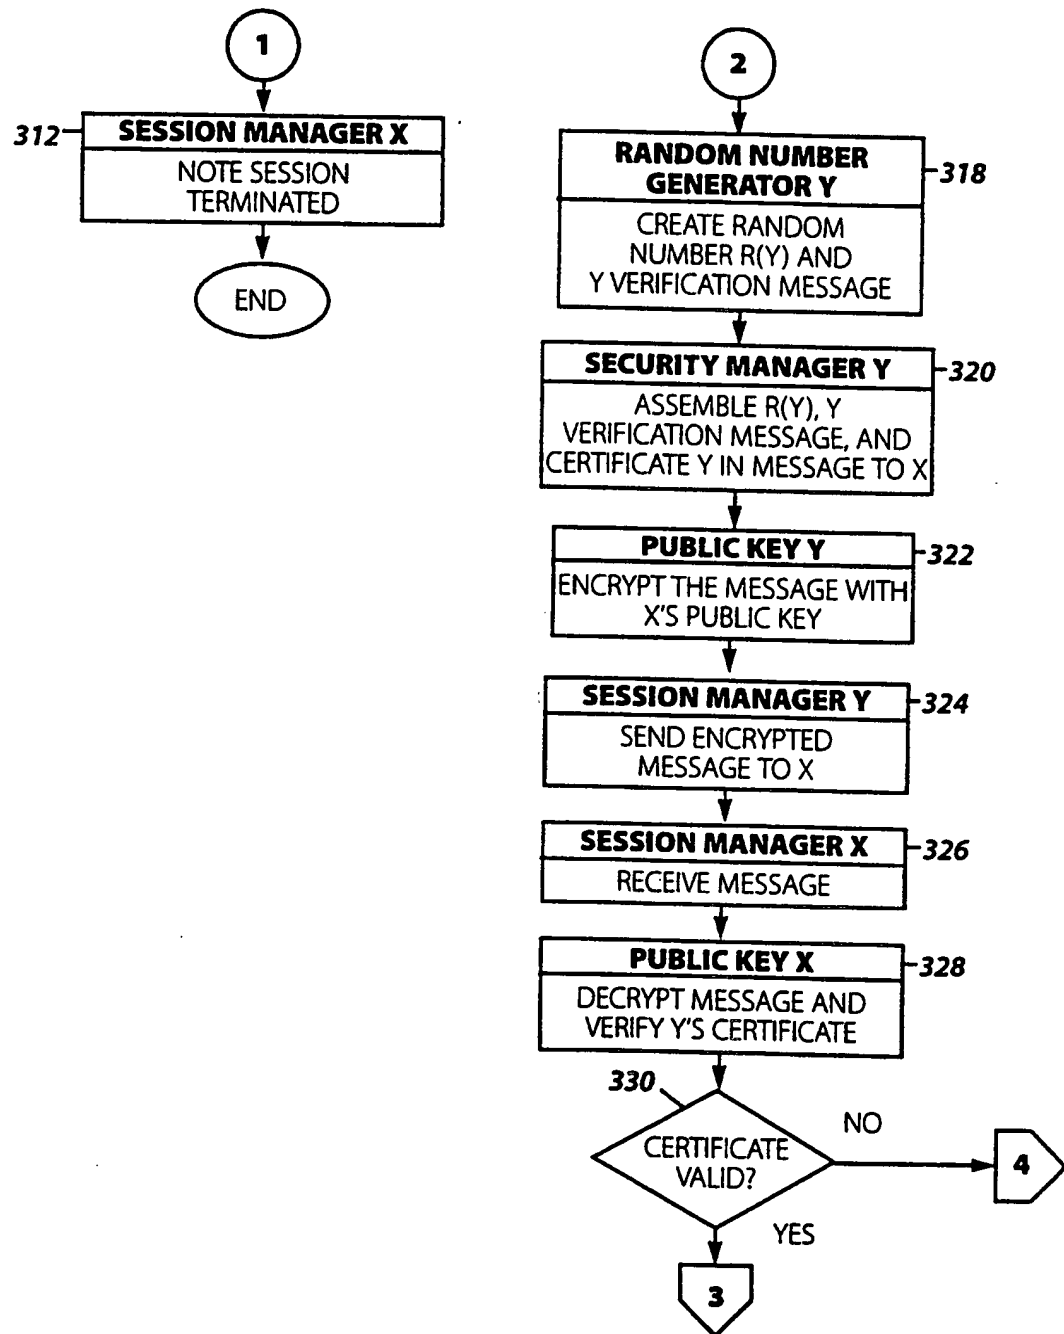 1
312
SESSION MANAGER X
NOTE SESSION
TERMINATED
END
2
RANDOM NUMBER
GENERATOR Y
318
CREATE RANDOM
NUMBER R(Y) AND
Y VERIFICATION MESSAGE
SECURITY MANAGER Y
320
ASSEMBLE R(Y), Y
VERIFICATION MESSAGE, AND
CERTIFICATE Y IN MESSAGE TO X
PUBLIC KEY Y
322
ENCRYPT THE MESSAGE WITH
X'S PUBLIC KEY
SESSION MANAGER Y
324
SEND ENCRYPTED
MESSAGE TO X
SESSION MANAGER X
326
RECEIVE MESSAGE
PUBLIC KEY X
328
DECRYPT MESSAGE AND
VERIFY Y'S CERTIFICATE
330
CERTIFICATE
VALID?
NO
4
YES
3